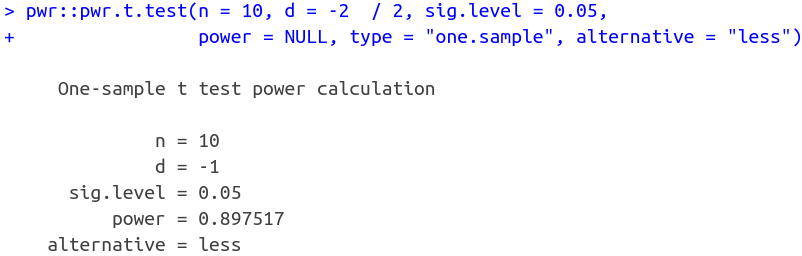 > pwr::pwr.t.test(n = 10, d = -2  / 2, sig.level = 0.05,
+                 power = NULL, type = "one.sample", alternative = "less")
     One-sample t test power calculation
              n = 10
              d = -1
      sig.level = 0.05
          power = 0.897517
    alternative = less